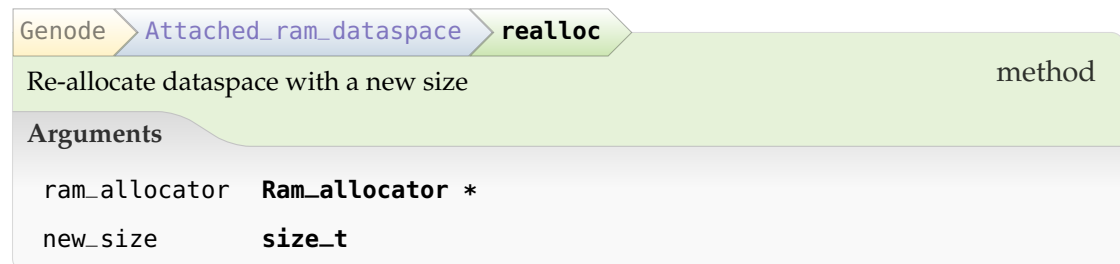 Genode Attached_ram_dataspace realloc
Re-allocate dataspace with a new size method
Arguments
ram_allocator Ram_allocator *
new_size size_t